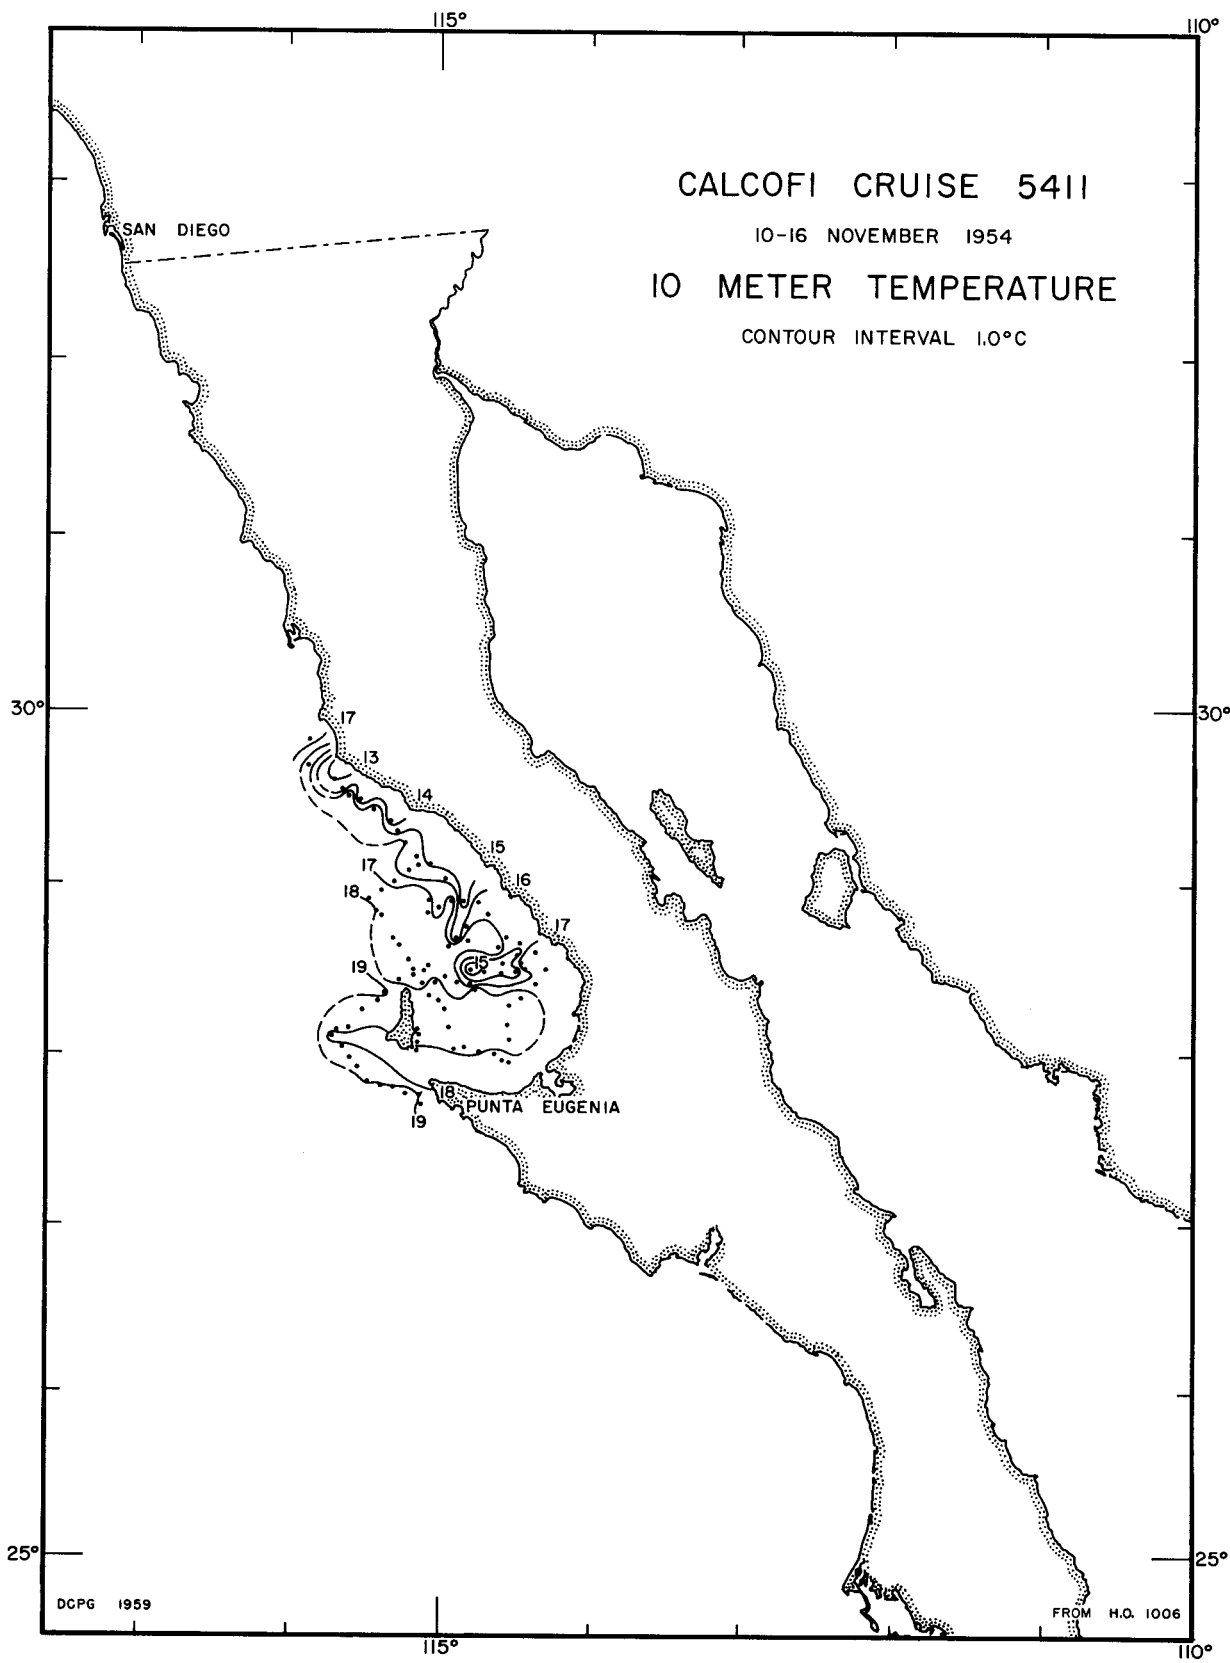 115°
110°
CALCOFI CRUISE 5411
SAN DIEGO
10-16 NOVEMBER 1954
10 METER TEMPERATURE
CONTOUR INTERVAL 1.0°C
30°
30°
17
13
14
15
17
16
18
17
19
15
18
PUNTA EUGENIA
19
25°
25°
DCPG 1959
FROM H.O. 1006
115°
110°